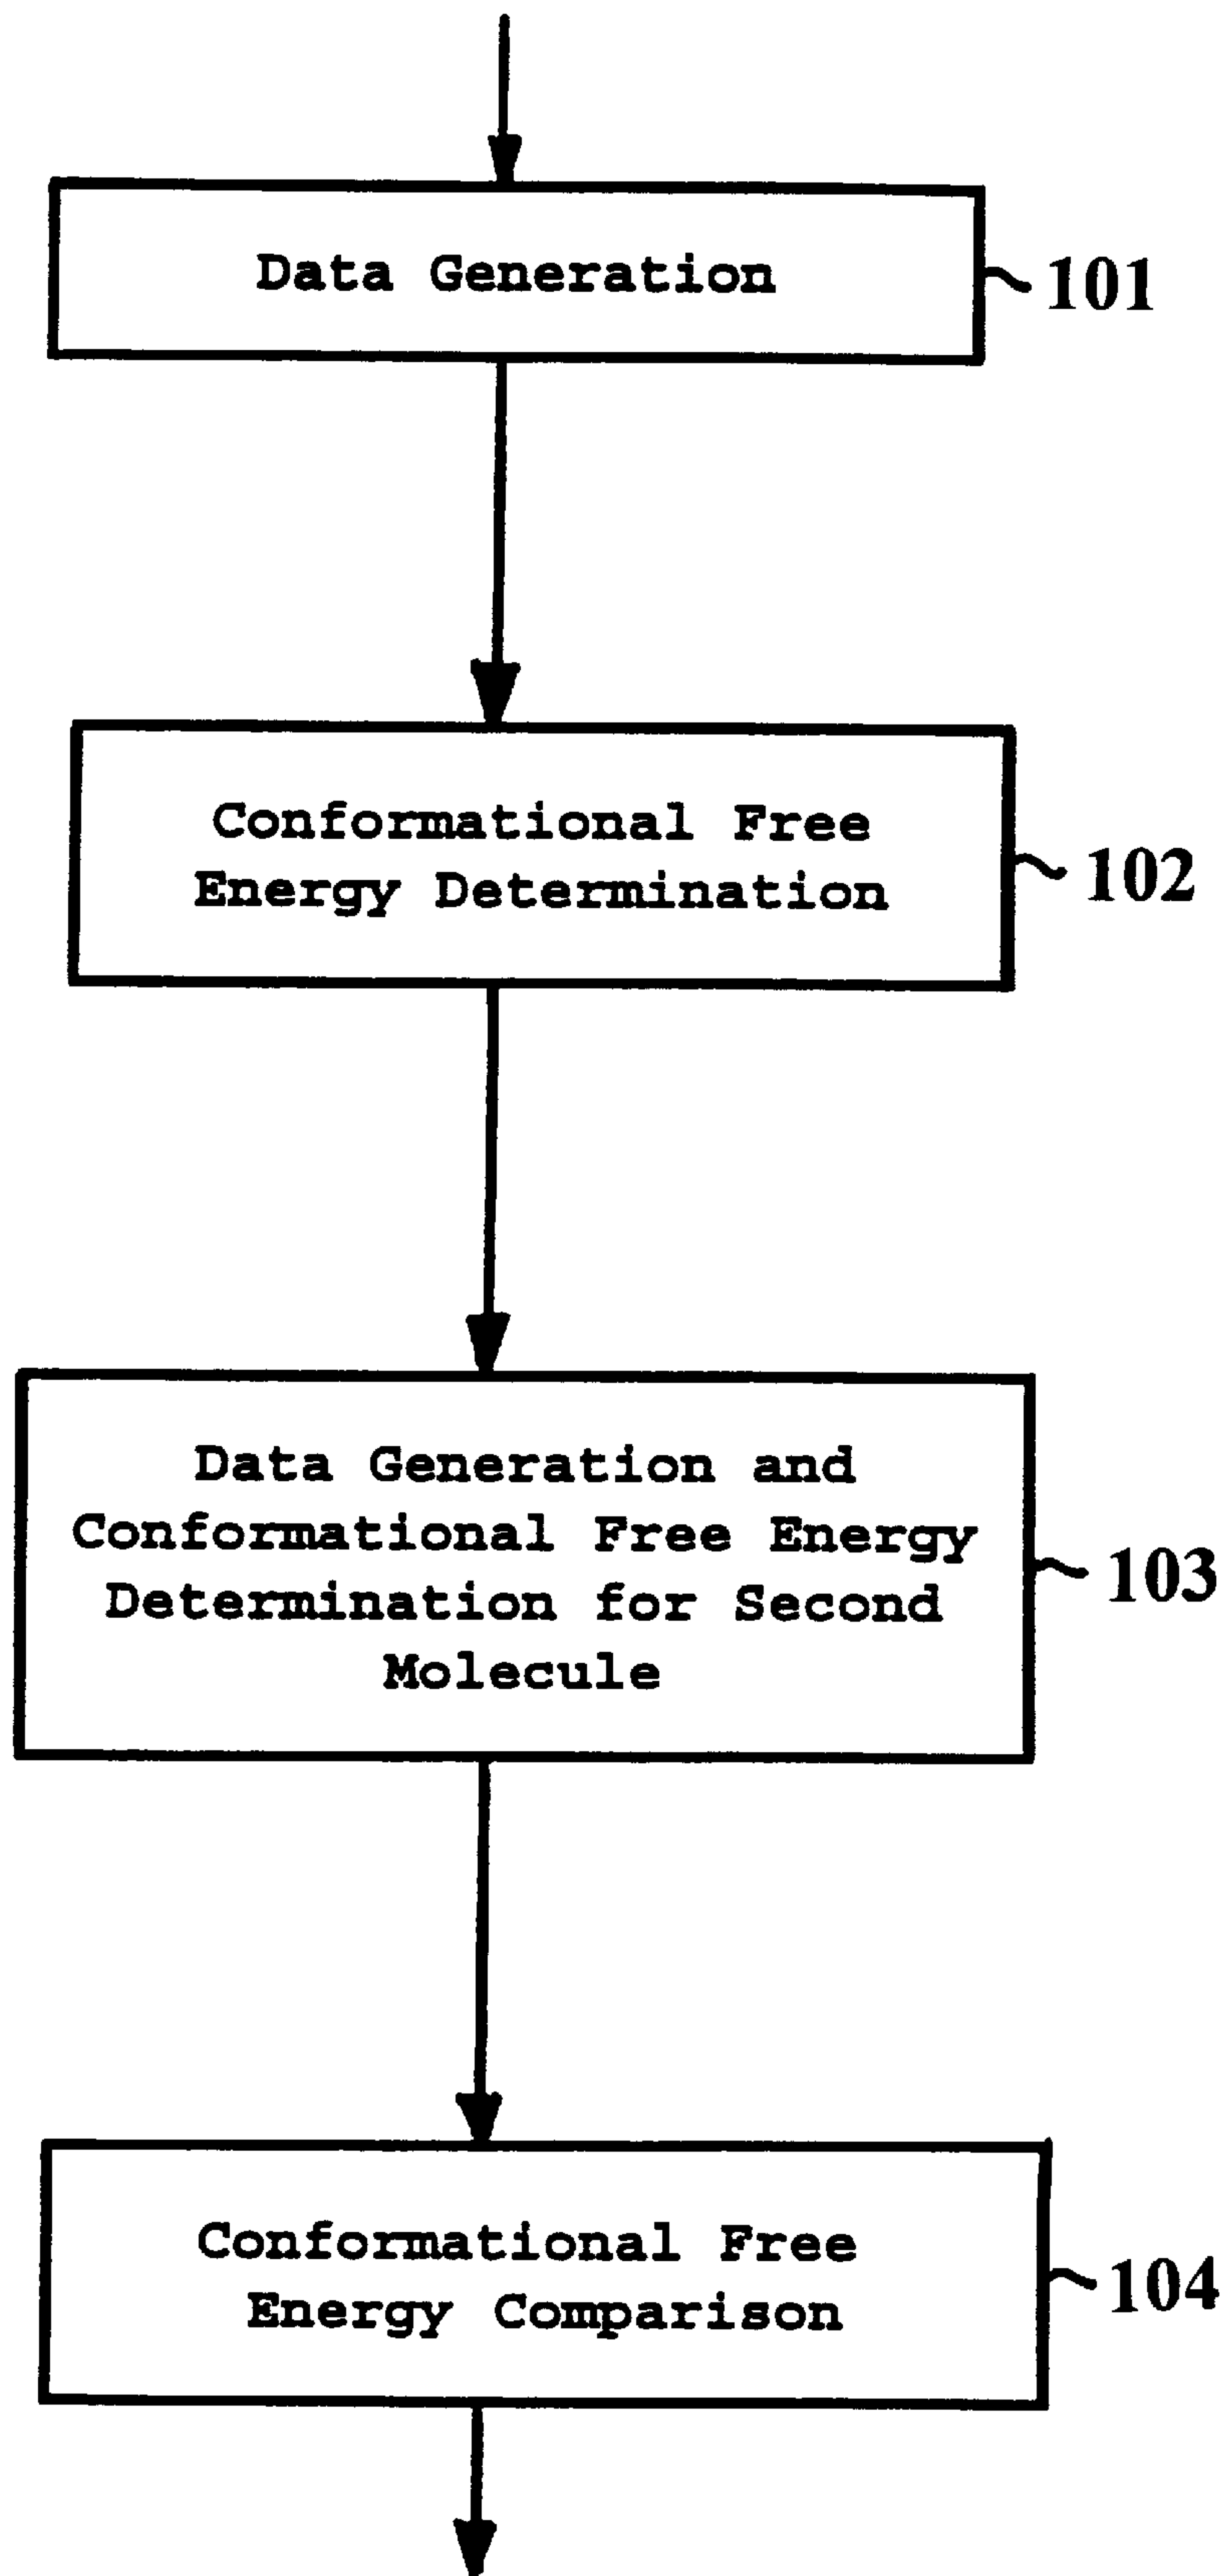 Data Generation
101
Conformational Free
Energy Determination
102
Data Generation and
Conformational Free Energy
Determination for Second
Molecule
103
Conformational Free
Energy Comparison
104